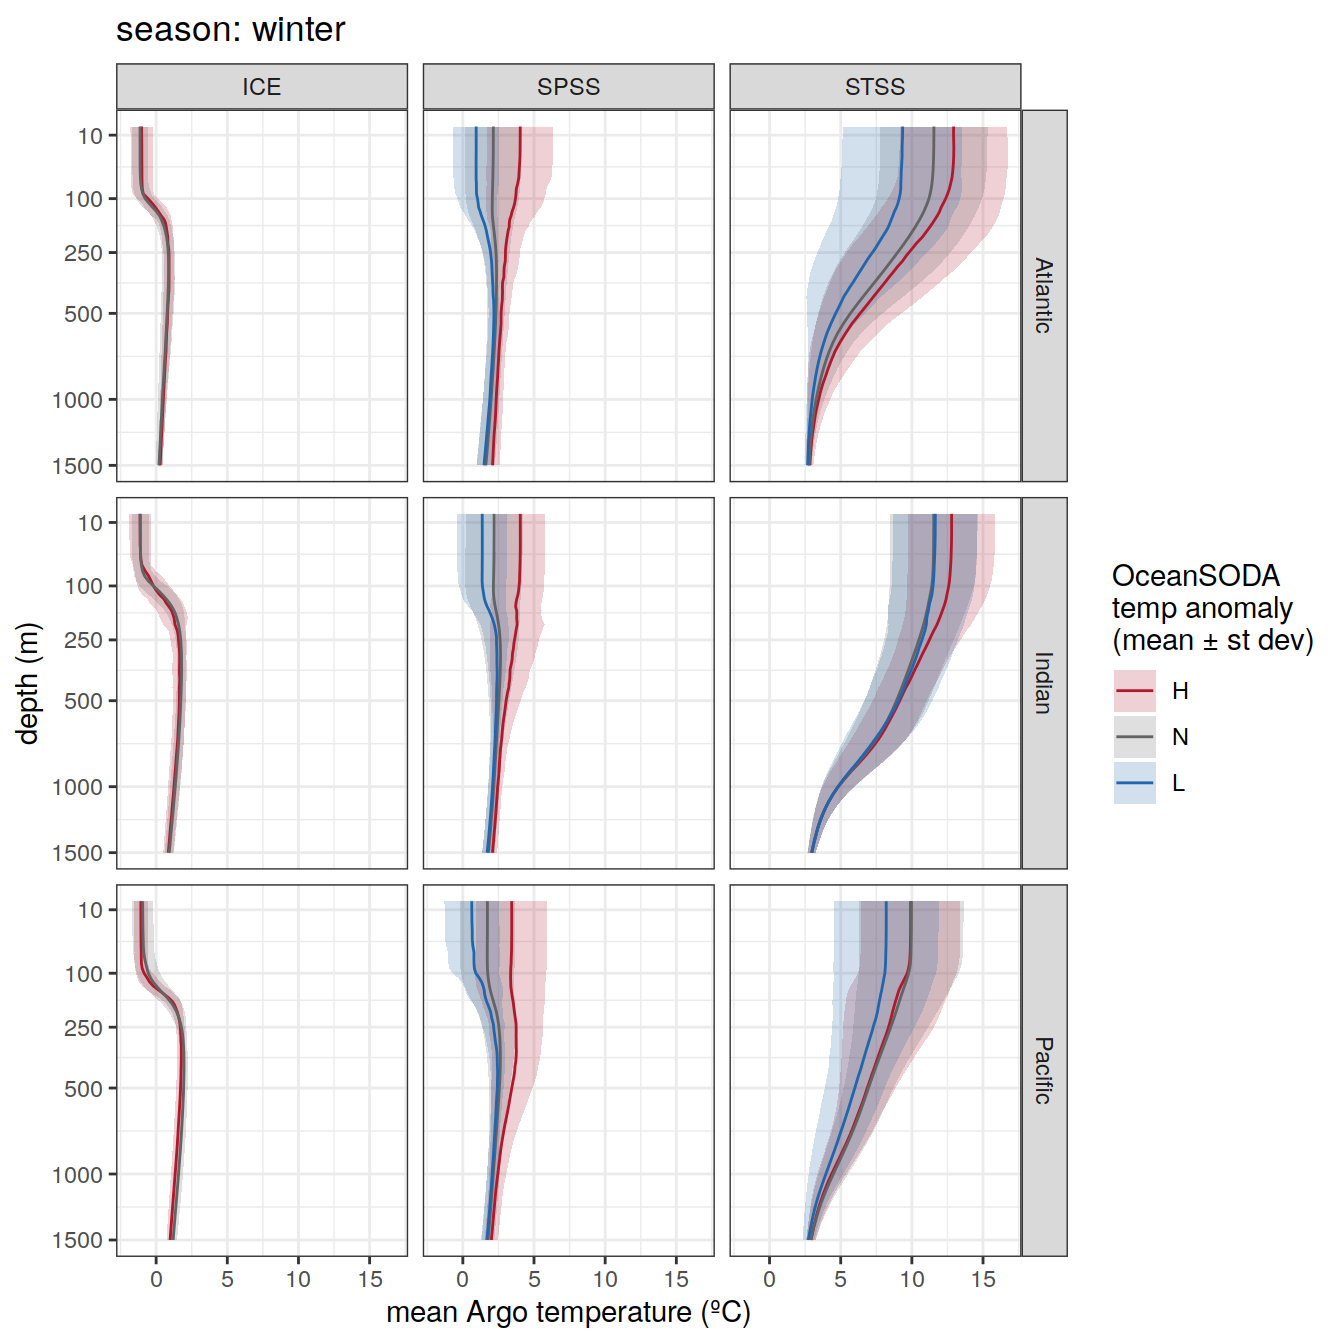 season: winter
ICE
SPSS
STSS
10
100
250
500
1000
1500
Atlantic
10
100
250
500
1000
1500
Indian
10
100
250
500
1000
1500
Pacific
0 5 10 15
0 5 10 15
0 5 10 15
mean Argo temperature (ºC)
depth (m)
OceanSODA
temp anomaly
(mean ± st dev)
H
N
L